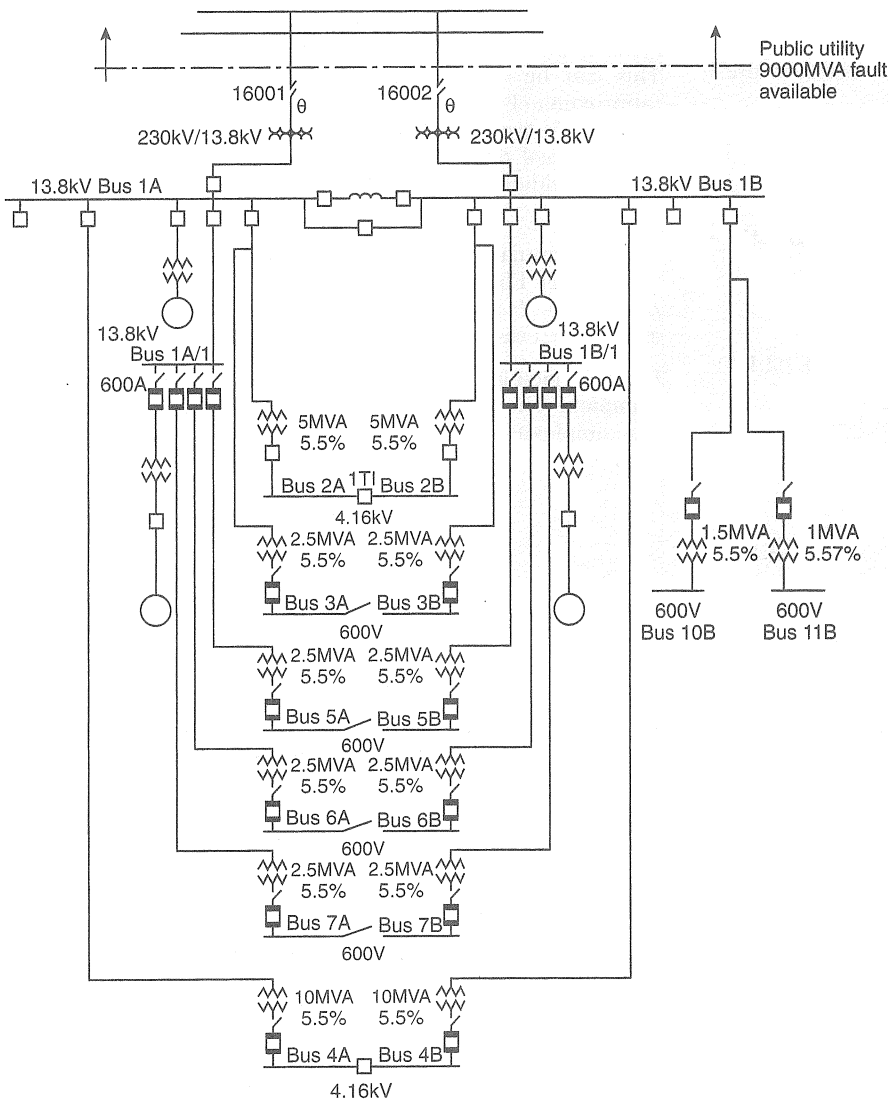 Public utility
9000MVA fault
available
16001
θ
16002
θ
230kV/13.8kV
230kV/13.8kV
13.8kV Bus 1A
13.8kV Bus 1B
13.8kV
Bus 1A/1
600A
13.8kV
Bus 1B/1
600A
5MVA
5.5%
5MVA
5.5%
Bus 2A
1TI
Bus 2B
4.16kV
2.5MVA
5.5%
2.5MVA
5.5%
Bus 3A
Bus 3B
600V
1.5MVA
5.5%
1MVA
5.57%
600V
Bus 10B
600V
Bus 11B
2.5MVA
5.5%
2.5MVA
5.5%
Bus 5A
Bus 5B
600V
2.5MVA
5.5%
2.5MVA
5.5%
Bus 6A
Bus 6B
600V
2.5MVA
5.5%
2.5MVA
5.5%
Bus 7A
Bus 7B
600V
10MVA
5.5%
10MVA
5.5%
Bus 4A
Bus 4B
4.16kV